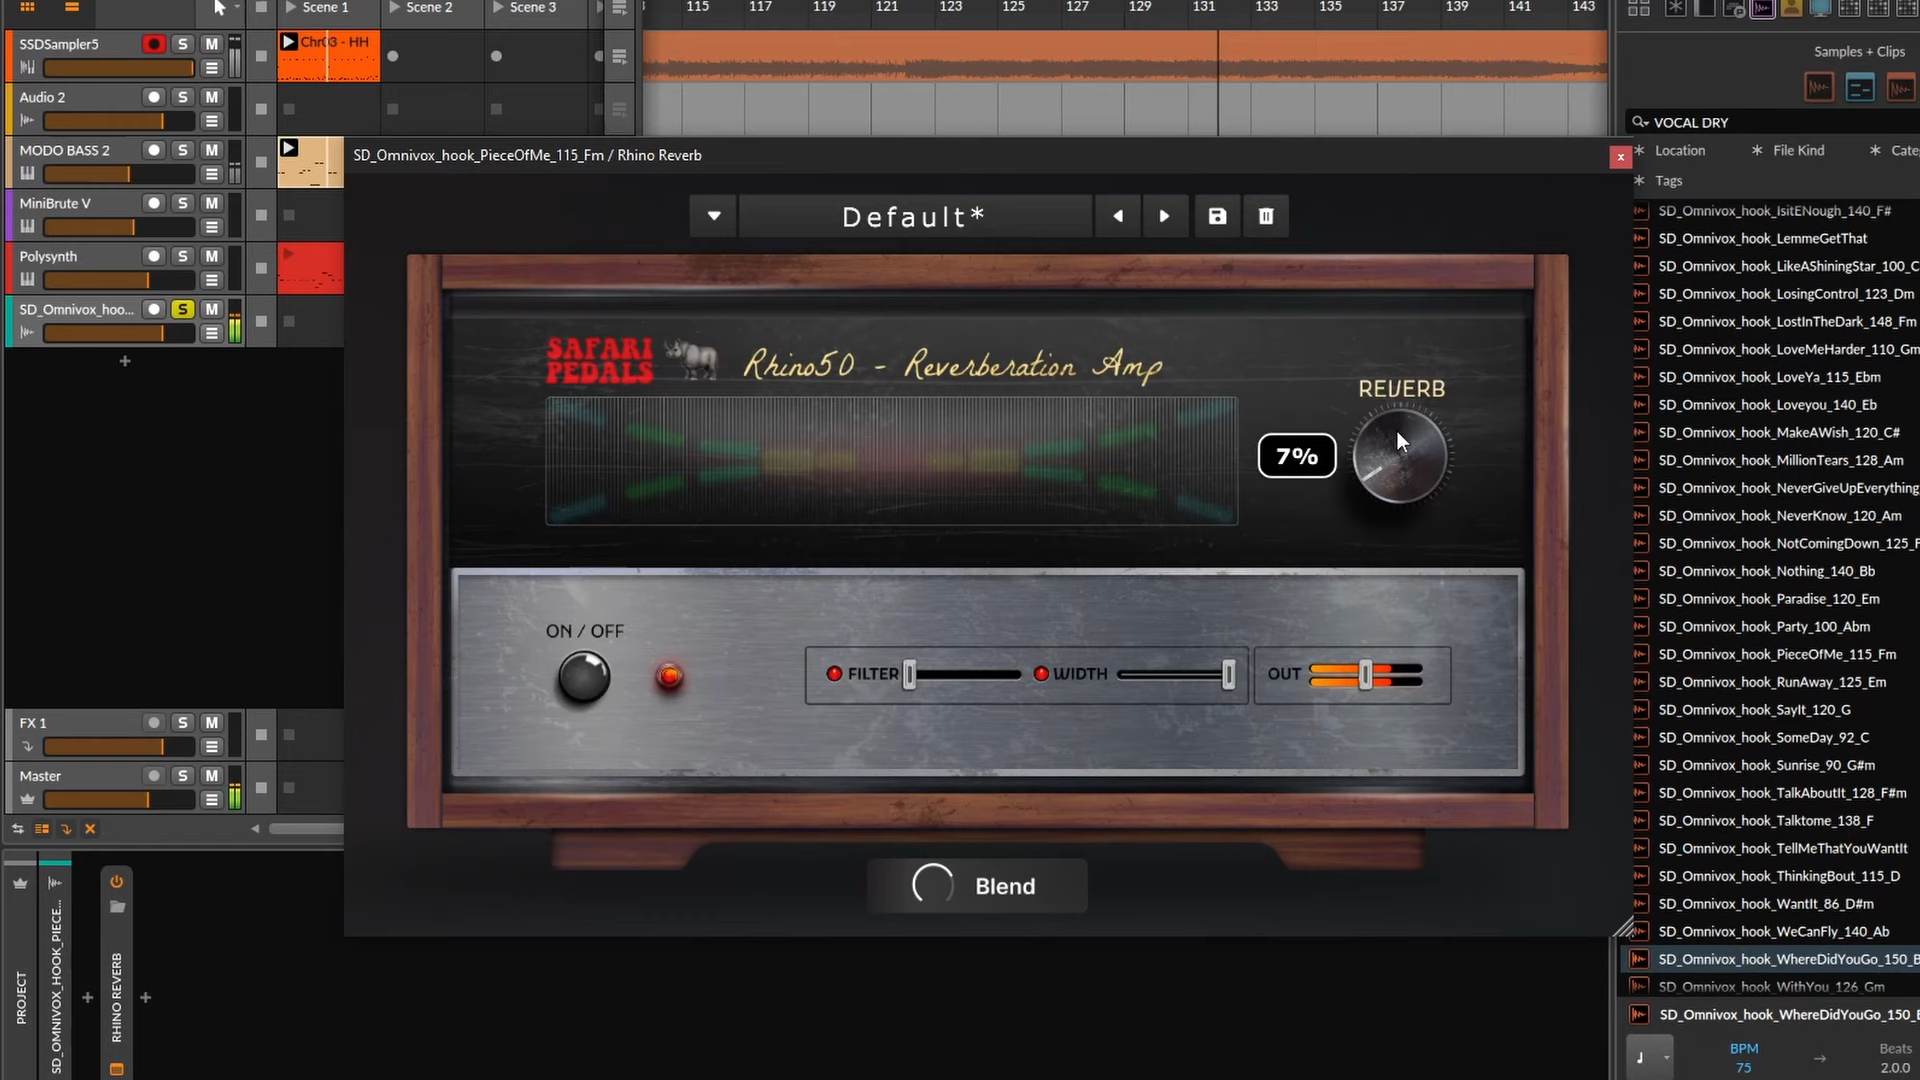 Scene 1
Scene 2
Scene 3
115 117 119 121 123 125 127 129 131 133 135 137 139 141 143
SSDSampler5
S M
Chr03 - HH
Audio 2
S M
MODO BASS 2
S M
MiniBrute V
S M
Polysynth
S M
SD_Omnivox_hoo...
S M
FX 1
S M
Master
S M
PROJECT
SD_OMNIVOX_HOOK_PIECE...
RHINO REVERB
SD_Omnivox_hook_PieceOfMe_115_Fm / Rhino Reverb
x
Default*
SAFARI
PEDALS
Rhino50 - Reverberation Amp
REVERB
7%
ON / OFF
FILTER
WIDTH
OUT
Blend
Samples + Clips
VOCAL DRY
Location
File Kind
Cate
Tags
SD_Omnivox_hook_IsitENough_140_F#
SD_Omnivox_hook_LemmeGetThat
SD_Omnivox_hook_LikeAShiningStar_100_C
SD_Omnivox_hook_LosingControl_123_Dm
SD_Omnivox_hook_LostInTheDark_148_Fm
SD_Omnivox_hook_LoveMeHarder_110_Gm
SD_Omnivox_hook_LoveYa_115_Ebm
SD_Omnivox_hook_Loveyou_140_Eb
SD_Omnivox_hook_MakeAWish_120_C#
SD_Omnivox_hook_MillionTears_128_Am
SD_Omnivox_hook_NeverGiveUpEverything
SD_Omnivox_hook_NeverKnow_120_Am
SD_Omnivox_hook_NotComingDown_125_F
SD_Omnivox_hook_Nothing_140_Bb
SD_Omnivox_hook_Paradise_120_Em
SD_Omnivox_hook_Party_100_Abm
SD_Omnivox_hook_PieceOfMe_115_Fm
SD_Omnivox_hook_RunAway_125_Em
SD_Omnivox_hook_SayIt_120_G
SD_Omnivox_hook_SomeDay_92_C
SD_Omnivox_hook_Sunrise_90_G#m
SD_Omnivox_hook_TalkAboutIt_128_F#m
SD_Omnivox_hook_Talktome_138_F
SD_Omnivox_hook_TellMeThatYouWantIt
SD_Omnivox_hook_ThinkingBout_115_D
SD_Omnivox_hook_WantIt_86_D#m
SD_Omnivox_hook_WeCanFly_140_Ab
SD_Omnivox_hook_WhereDidYouGo_150_B
SD_Omnivox_hook_WithYou_126_Gm
SD_Omnivox_hook_WhereDidYouGo_150_B
BPM
75
Beats
2.0.0